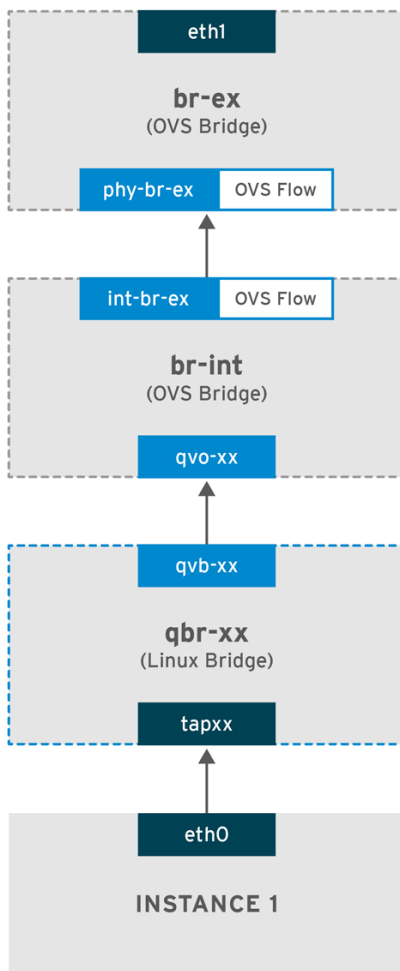 eth1
br-ex
(OVS Bridge)
phy-br-ex OVS Flow
int-br-ex OVS Flow
br-int
(OVS Bridge)
qvo-xx
qvb-xx
qbr-xx
(Linux Bridge)
tapxx
eth0
INSTANCE 1